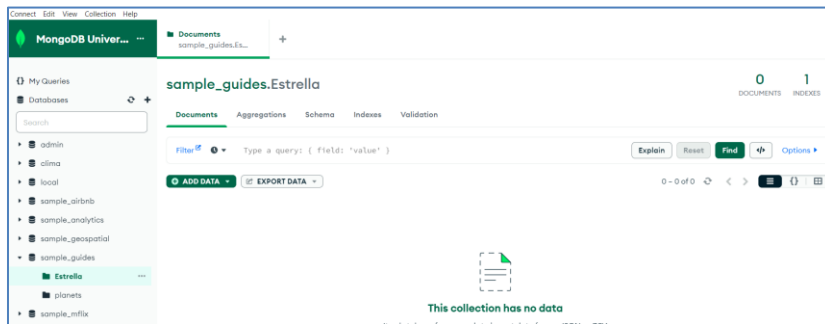 Connect Edit View Collection Help
MongoDB Univer... ...
Documents
sample_guides.Es...
+
{} My Queries
Databases
+
Search
admin
clima
local
sample_airbnb
sample_analytics
sample_geospatial
sample_guides
Estrella ...
planets
sample_mflix
sample_guides.Estrella
0 DOCUMENTS
1 INDEXES
Documents Aggregations Schema Indexes Validation
Filter Type a query: { field: 'value' } Explain Reset Find </> Options
ADD DATA EXPORT DATA 0 – 0 of 0 < > {}
This collection has no data